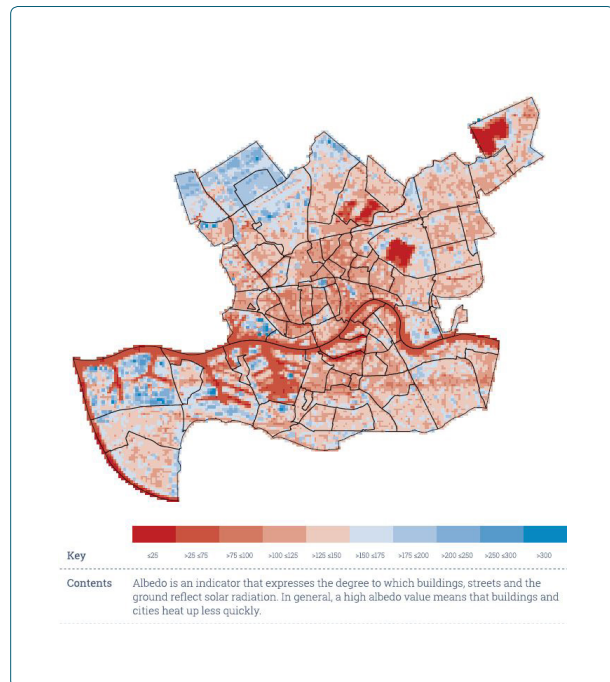 Key ≤25 >25 ≤75 >75 ≤100 >100 ≤125 >125 ≤150 >150 ≤175 >175 ≤200 >200 ≤250 >250 ≤300 >300
Contents Albedo is an indicator that expresses the degree to which buildings, streets and the
ground reflect solar radiation. In general, a high albedo value means that buildings and
cities heat up less quickly.